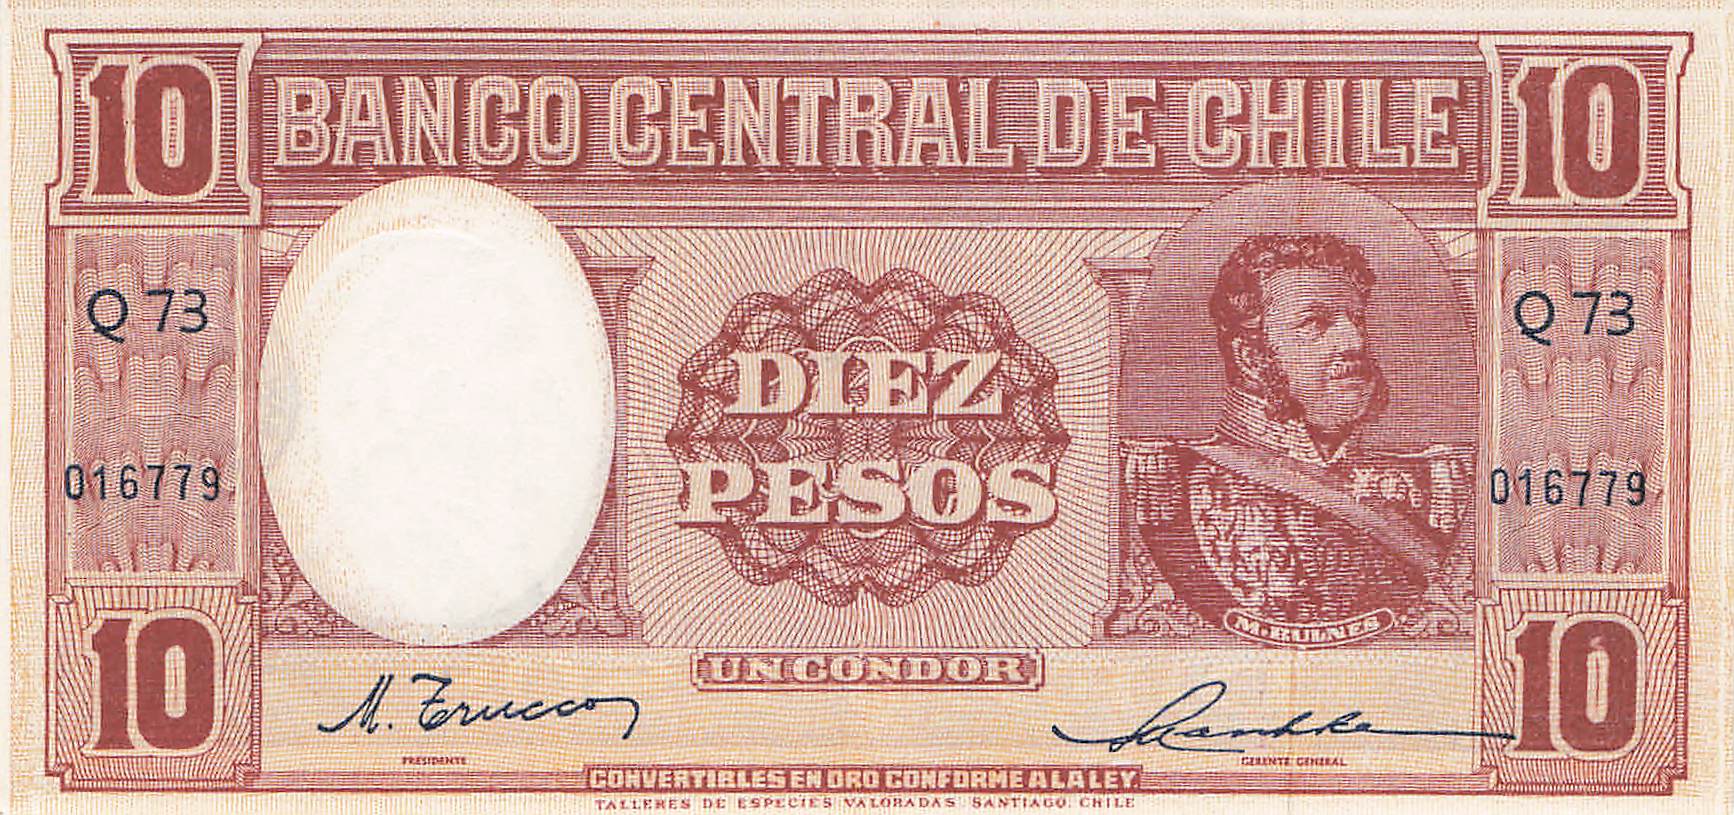 10 BANCO CENTRAL DE CHILE 10
Q 73 Q 73
DIEZ
PESOS
016779 016779
M. BULNES
UN CONDOR
10 10
M. Trucco
PRESIDENTE GERENTE GENERAL
CONVERTIBLES EN ORO CONFORME A LA LEY.
TALLERES DE ESPECIES VALORADAS. SANTIAGO. CHILE